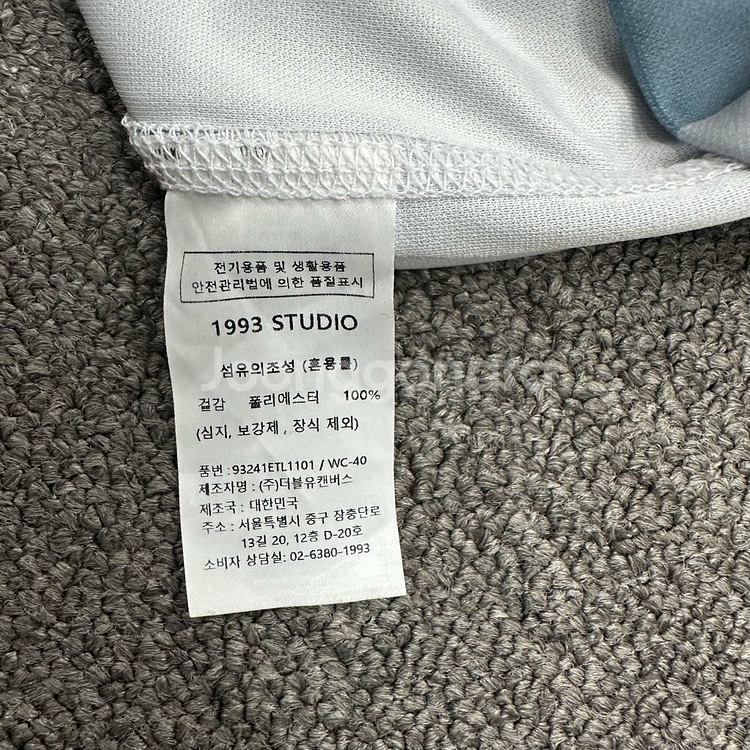 전기용품 및 생활용품
안전관리법에 의한 품질표시
1993 STUDIO
섬유의조성 (혼용률)
Joonggonara
겉감 폴리에스터 100%
(심지, 보강제 , 장식 제외)
품번 : 93241ETL1101 / WC-40
제조자명 : (주)더블유캔버스
제조국 : 대한민국
주소 : 서울특별시 중구 장충단로
13길 20, 12층 D-20호
소비자 상담실: 02-6380-1993